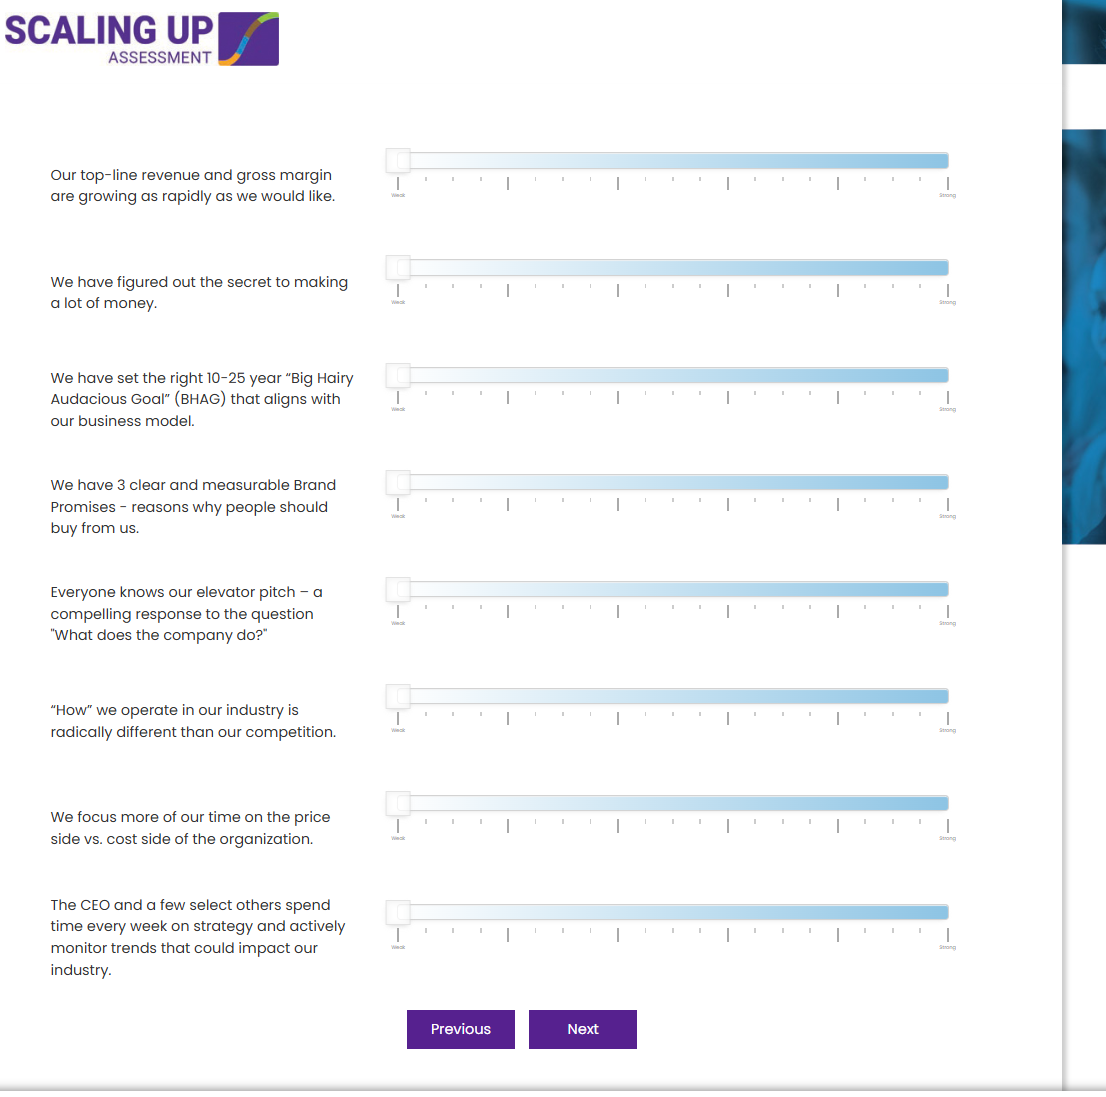 SCALING UP
ASSESSMENT
Our top-line revenue and gross margin
are growing as rapidly as we would like.
Weak
Strong
We have figured out the secret to making
a lot of money.
Weak
Strong
We have set the right 10-25 year “Big Hairy
Audacious Goal” (BHAG) that aligns with
our business model.
Weak
Strong
We have 3 clear and measurable Brand
Promises - reasons why people should
buy from us.
Weak
Strong
Everyone knows our elevator pitch – a
compelling response to the question
"What does the company do?"
Weak
Strong
“How” we operate in our industry is
radically different than our competition.
Weak
Strong
We focus more of our time on the price
side vs. cost side of the organization.
Weak
Strong
The CEO and a few select others spend
time every week on strategy and actively
monitor trends that could impact our
industry.
Weak
Strong
Previous
Next